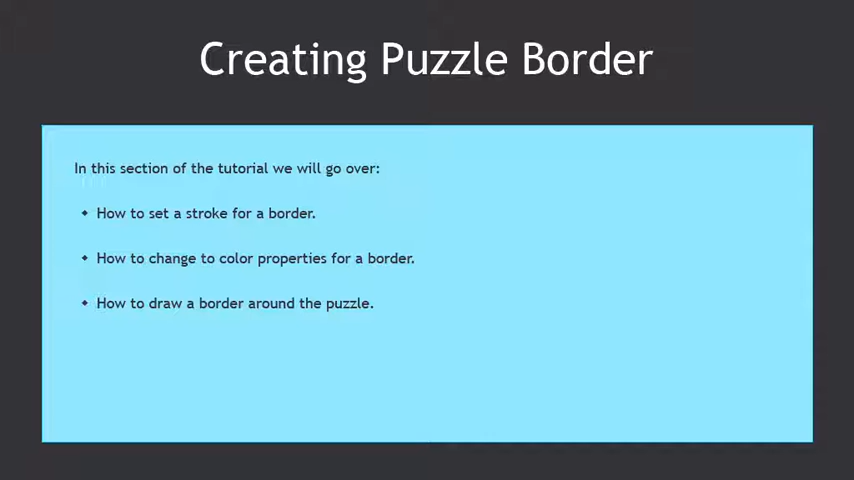 Creating Puzzle Border
In this section of the tutorial we will go over:
◆ How to set a stroke for a border.
◆ How to change to color properties for a border.
◆ How to draw a border around the puzzle.